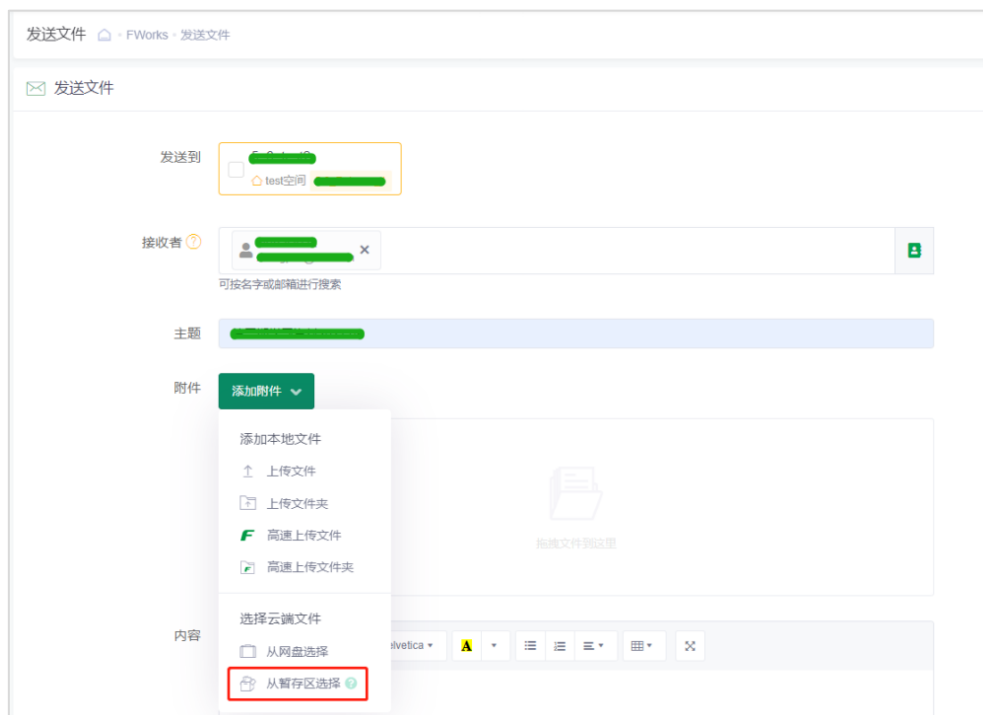 发送文件 - FWorks - 发送文件
发送文件
发送到
test空间
接收者
可按名字或邮箱进行搜索
主题
附件 添加附件
添加本地文件
上传文件
上传文件夹
高速上传文件
高速上传文件夹
拖拽文件到这里
选择云端文件
内容
从网盘选择
elvetica
A
从暂存区选择